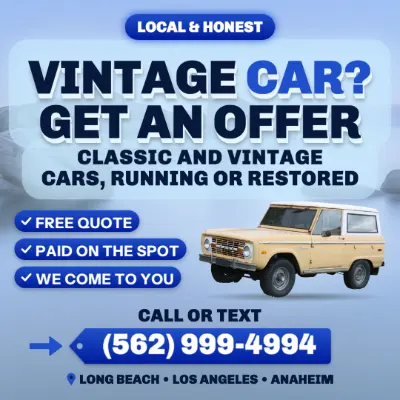 LOCAL & HONEST
VINTAGE CAR?
GET AN OFFER
CLASSIC AND VINTAGE
CARS, RUNNING OR RESTORED
FREE QUOTE
PAID ON THE SPOT
WE COME TO YOU
CALL OR TEXT
(562) 999-4994
LONG BEACH • LOS ANGELES • ANAHEIM